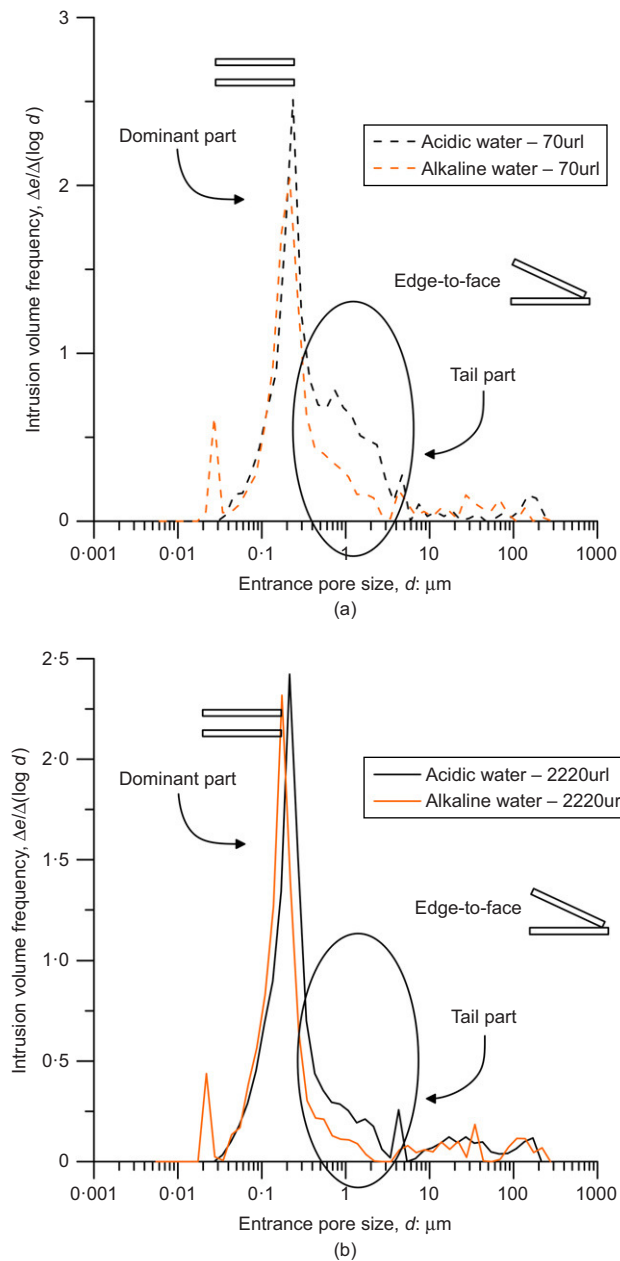 3
2
1
0
Intrusion volume frequency, Δe/Δ(log d)
Dominant part
Acidic water – 70url
Alkaline water – 70url
Edge-to-face
Tail part
0·001 0·01 0·1 1·0 10 100 1000
Entrance pore size, d: μm
(a)
2·5
2·0
1·5
1·0
0·5
0
Intrusion volume frequency, Δe/Δ(log d)
Dominant part
Acidic water – 2220url
Alkaline water – 2220ur
Edge-to-face
Tail part
0·001 0·01 0·1 1·0 10 100 1000
Entrance pore size, d: μm
(b)